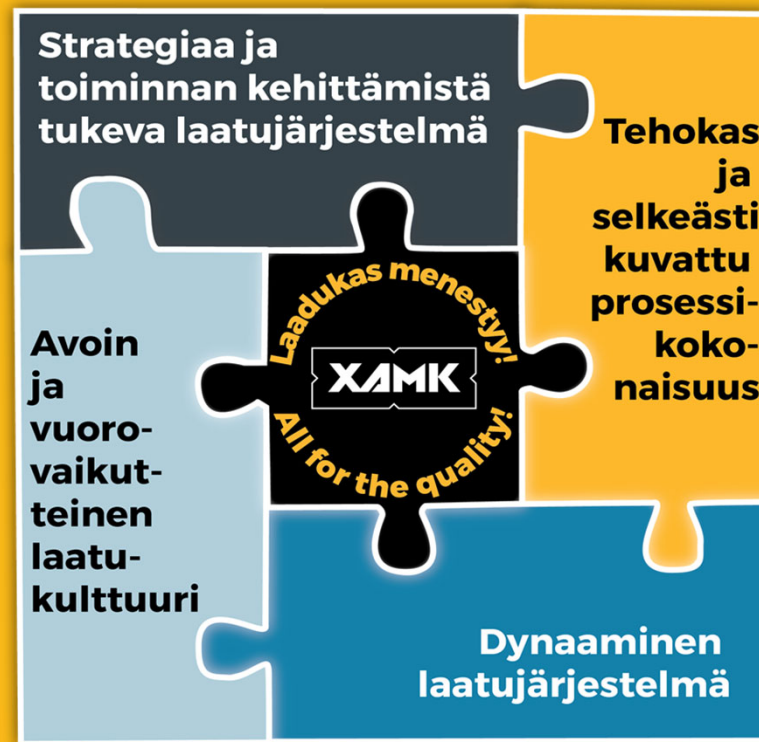 Strategiaa ja
toiminnan kehittämistä
tukeva laatujärjestelmä
Tehokas
ja
selkeästi
kuvattu
prosessi-
koko-
naisuus
Laadukas menestyy!
XAMK
All for the quality!
Avoin
ja
vuoro-
vaikut-
teinen
laatu-
kulttuuri
Dynaaminen
laatujärjestelmä